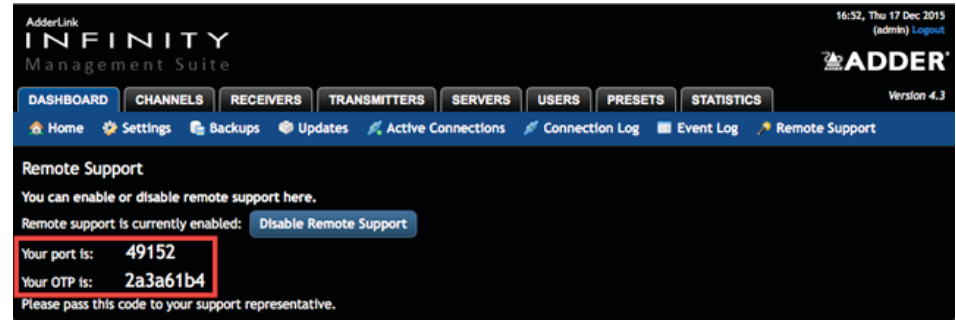 AdderLink
INFINITY
Management Suite
16:52, Thu 17 Dec 2015
(admin) Logout
ADDER
DASHBOARD CHANNELS RECEIVERS TRANSMITTERS SERVERS USERS PRESETS STATISTICS Version 4.3
Home Settings Backups Updates Active Connections Connection Log Event Log Remote Support
Remote Support
You can enable or disable remote support here.
Remote support is currently enabled: Disable Remote Support
Your port is: 49152
Your OTP is: 2a3a61b4
Please pass this code to your support representative.